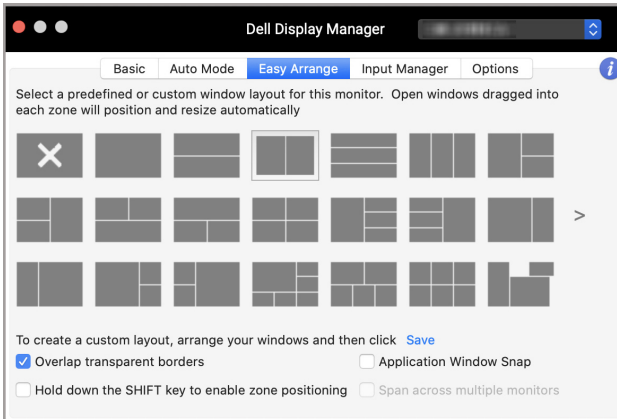 Dell Display Manager
Basic
Auto Mode
Easy Arrange
Input Manager
Options
i
Select a predefined or custom window layout for this monitor. Open windows dragged into
each zone will position and resize automatically
>
To create a custom layout, arrange your windows and then click Save
Overlap transparent borders
Application Window Snap
Hold down the SHIFT key to enable zone positioning
Span across multiple monitors